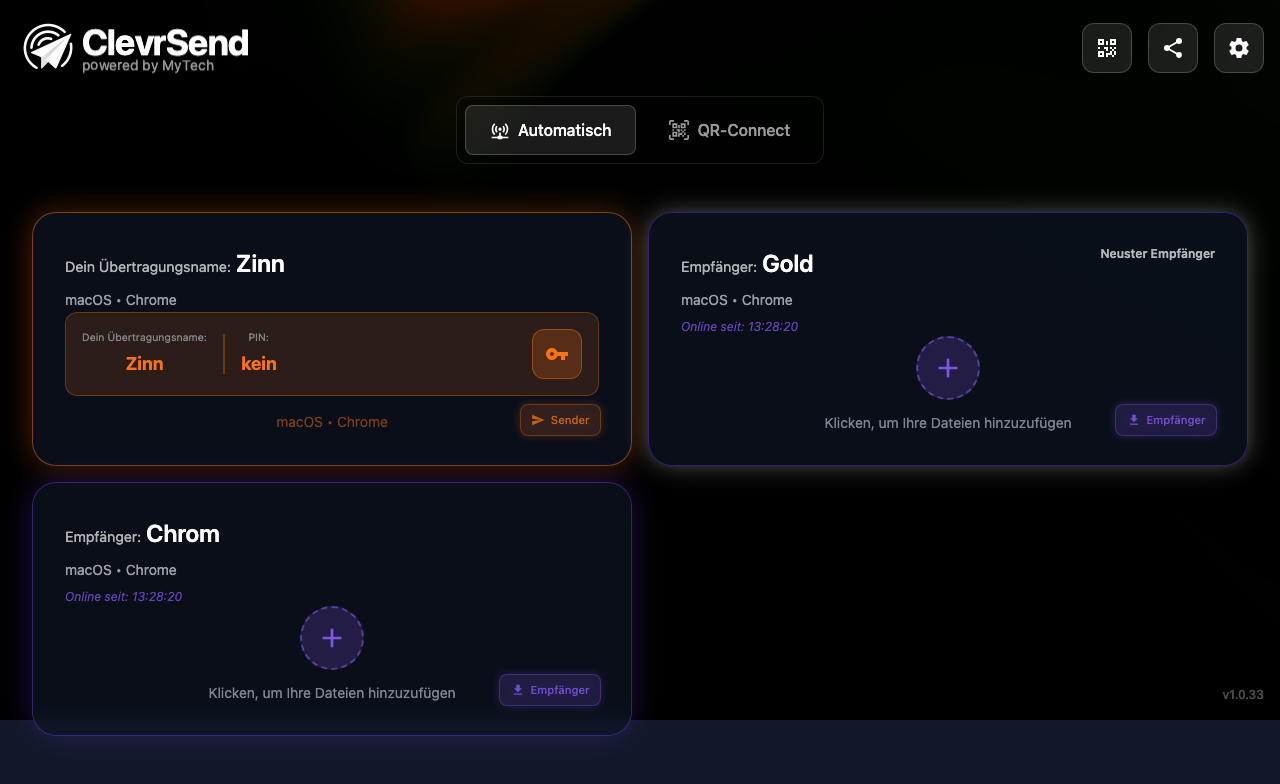 ClevrSend
powered by MyTech
Automatisch
QR-Connect
Dein Übertragungsname: Zinn
macOS • Chrome
Dein Übertragungsname:
Zinn
PIN:
kein
macOS • Chrome
Sender
Empfänger: Gold
Neuster Empfänger
macOS • Chrome
Online seit: 13:28:20
Klicken, um Ihre Dateien hinzuzufügen
Empfänger
Empfänger: Chrom
macOS • Chrome
Online seit: 13:28:20
Klicken, um Ihre Dateien hinzuzufügen
Empfänger
v1.0.33